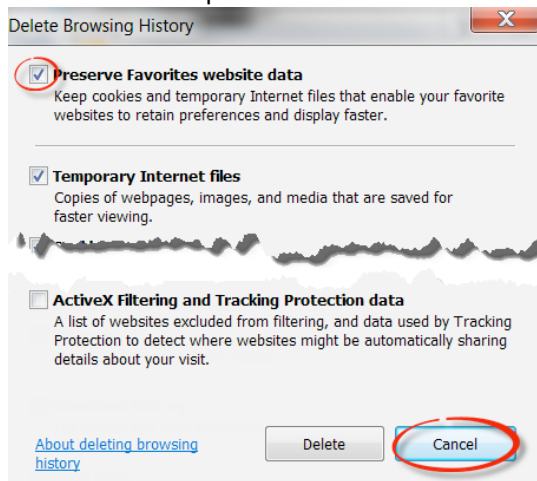 Delete Browsing History
X
Preserve Favorites website data
Keep cookies and temporary Internet files that enable your favorite
websites to retain preferences and display faster.
Temporary Internet files
Copies of webpages, images, and media that are saved for
faster viewing.
ActiveX Filtering and Tracking Protection data
A list of websites excluded from filtering, and data used by Tracking
Protection to detect where websites might be automatically sharing
details about your visit.
About deleting browsing
history
Delete
Cancel